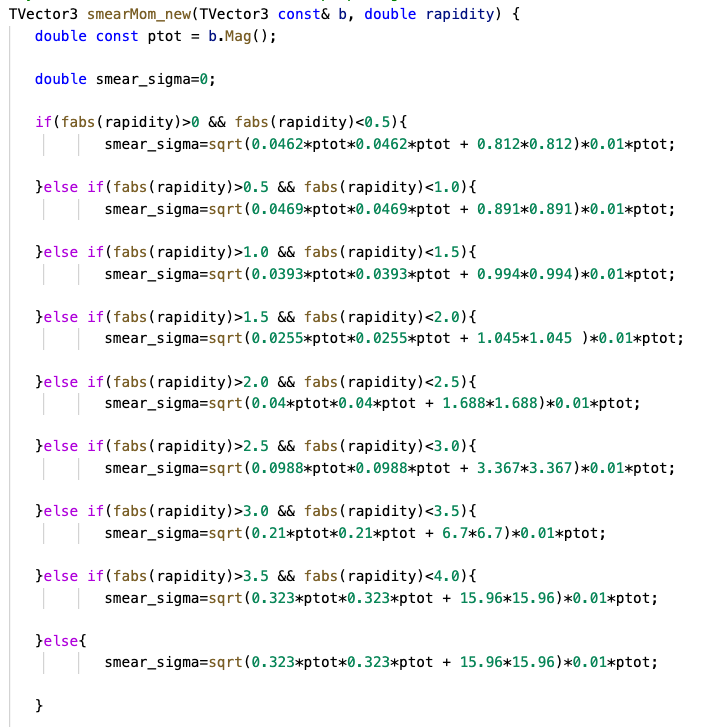 TVector3 smearMom_new(TVector3 const& b, double rapidity) {
double const ptot = b.Mag();
double smear_sigma=0;
if(fabs(rapidity)>0 && fabs(rapidity)<0.5){
smear_sigma=sqrt(0.0462*ptot*0.0462*ptot + 0.812*0.812)*0.01*ptot;
}else if(fabs(rapidity)>0.5 && fabs(rapidity)<1.0){
smear_sigma=sqrt(0.0469*ptot*0.0469*ptot + 0.891*0.891)*0.01*ptot;
}else if(fabs(rapidity)>1.0 && fabs(rapidity)<1.5){
smear_sigma=sqrt(0.0393*ptot*0.0393*ptot + 0.994*0.994)*0.01*ptot;
}else if(fabs(rapidity)>1.5 && fabs(rapidity)<2.0){
smear_sigma=sqrt(0.0255*ptot*0.0255*ptot + 1.045*1.045 )*0.01*ptot;
}else if(fabs(rapidity)>2.0 && fabs(rapidity)<2.5){
smear_sigma=sqrt(0.04*ptot*0.04*ptot + 1.688*1.688)*0.01*ptot;
}else if(fabs(rapidity)>2.5 && fabs(rapidity)<3.0){
smear_sigma=sqrt(0.0988*ptot*0.0988*ptot + 3.367*3.367)*0.01*ptot;
}else if(fabs(rapidity)>3.0 && fabs(rapidity)<3.5){
smear_sigma=sqrt(0.21*ptot*0.21*ptot + 6.7*6.7)*0.01*ptot;
}else if(fabs(rapidity)>3.5 && fabs(rapidity)<4.0){
smear_sigma=sqrt(0.323*ptot*0.323*ptot + 15.96*15.96)*0.01*ptot;
}else{
smear_sigma=sqrt(0.323*ptot*0.323*ptot + 15.96*15.96)*0.01*ptot;
}